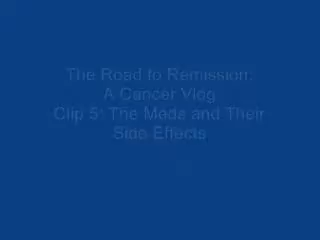 The Road to Remission:
A Cancer Vlog
Clip 5: The Meds and Their
Side Effects